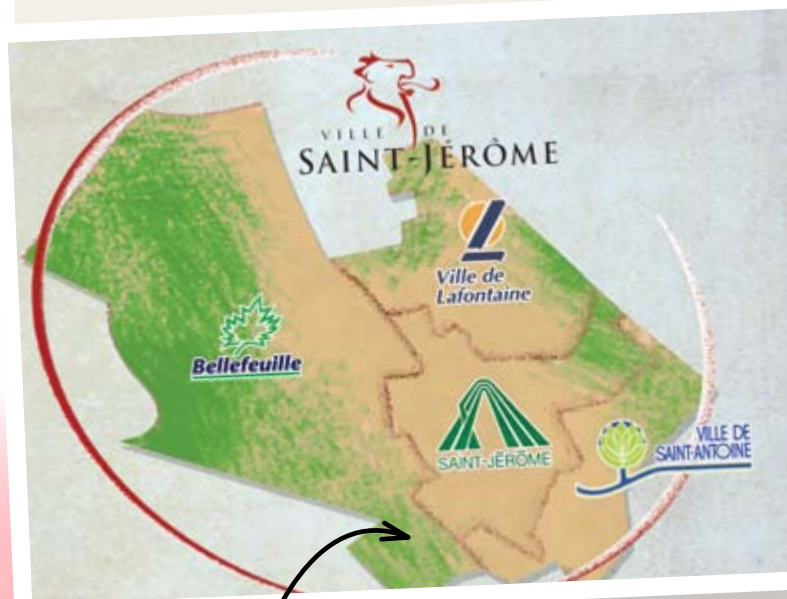 VILLE DE
SAINT-JÉRÔME
Ville de
Lafontaine
Bellefeuille
SAINT-JÉRÔME
VILLE DE
SAINT-ANTOINE